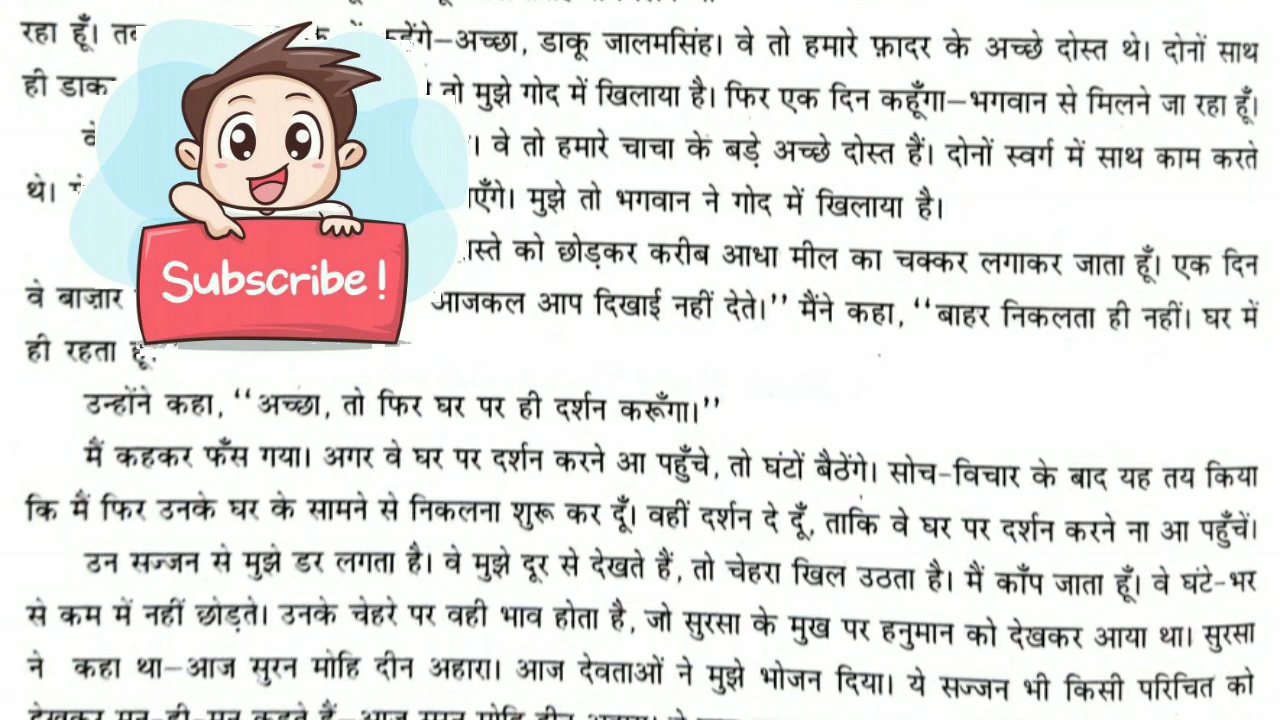 रहा हूँ। कहेंगे–अच्छा, डाकू जालमसिंह। वे तो हमारे फ़ादर के अच्छे दोस्त थे। दोनों साथ
ही डाक तो मुझे गोद में खिलाया है। फिर एक दिन कहूँगा–भगवान से मिलने जा रहा हूँ।
। वे तो हमारे चाचा के बड़े अच्छे दोस्त हैं। दोनों स्वर्ग में साथ काम करते
थे। मुझे तो भगवान ने गोद में खिलाया है।
को छोड़कर करीब आधा मील का चक्कर लगाकर जाता हूँ। एक दिन
वे बाज़ार आजकल आप दिखाई नहीं देते।’’ मैंने कहा, ‘‘बाहर निकलता ही नहीं। घर में
ही रहता
Subscribe!
उन्होंने कहा, ‘‘अच्छा, तो फिर घर पर ही दर्शन करूँगा।’’
मैं कहकर फँस गया। अगर वे घर पर दर्शन करने आ पहुँचे, तो घंटों बैठेंगे। सोच-विचार के बाद यह तय किया
कि मैं फिर उनके घर के सामने से निकलना शुरू कर दूँ। वहीं दर्शन दे दूँ, ताकि वे घर पर दर्शन करने ना आ पहुँचें।
उन सज्जन से मुझे डर लगता है। वे मुझे दूर से देखते हैं, तो चेहरा खिल उठता है। मैं काँप जाता हूँ। वे घंटे-भर
से कम में नहीं छोड़ते। उनके चेहरे पर वही भाव होता है, जो सुरसा के मुख पर हनुमान को देखकर आया था। सुरसा
ने कहा था–आज सुरन मोहि दीन अहारा। आज देवताओं ने मुझे भोजन दिया। ये सज्जन भी किसी परिचित को